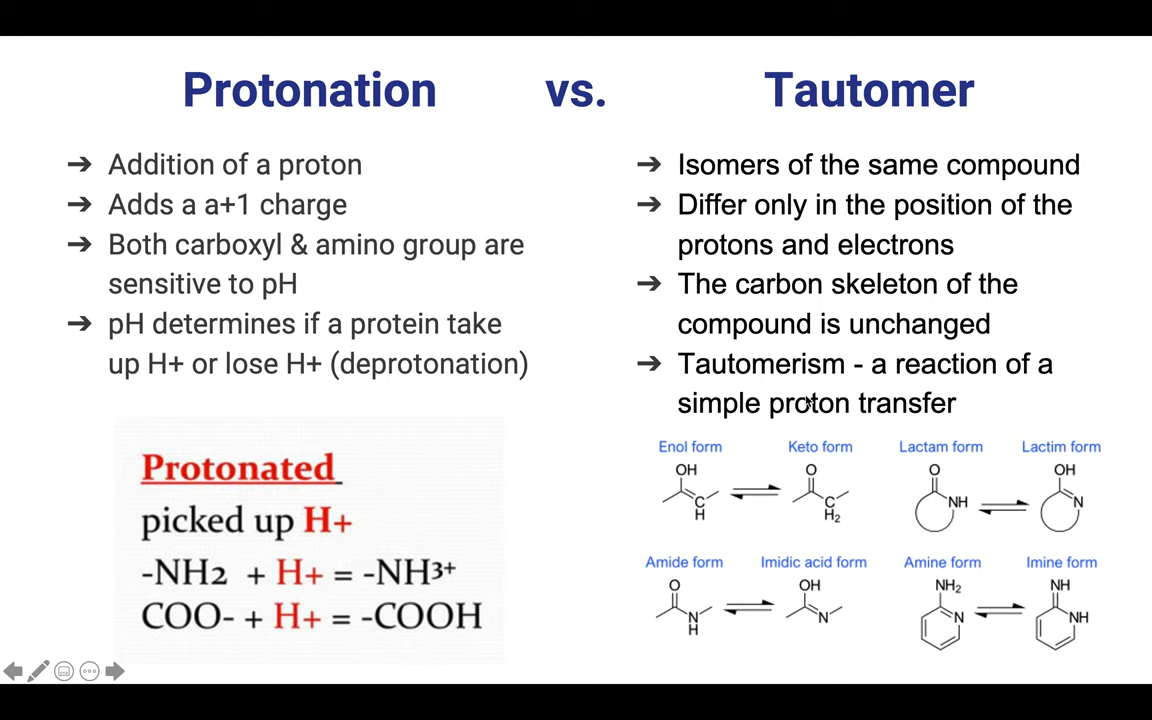 Protonation vs. Tautomer
➔ Addition of a proton
➔ Adds a a+1 charge
➔ Both carboxyl & amino group are
sensitive to pH
➔ pH determines if a protein take
up H+ or lose H+ (deprotonation)
Protonated
picked up H+
-NH2 + H+ = -NH3+
COO- + H+ = -COOH
➔ Isomers of the same compound
➔ Differ only in the position of the
protons and electrons
➔ The carbon skeleton of the
compound is unchanged
➔ Tautomerism - a reaction of a
simple proton transfer
Enol form Keto form Lactam form Lactim form
OH O O OH
C C NH N
H H2
Amide form Imidic acid form Amine form Imine form
O OH NH2 NH
N N N NH
H